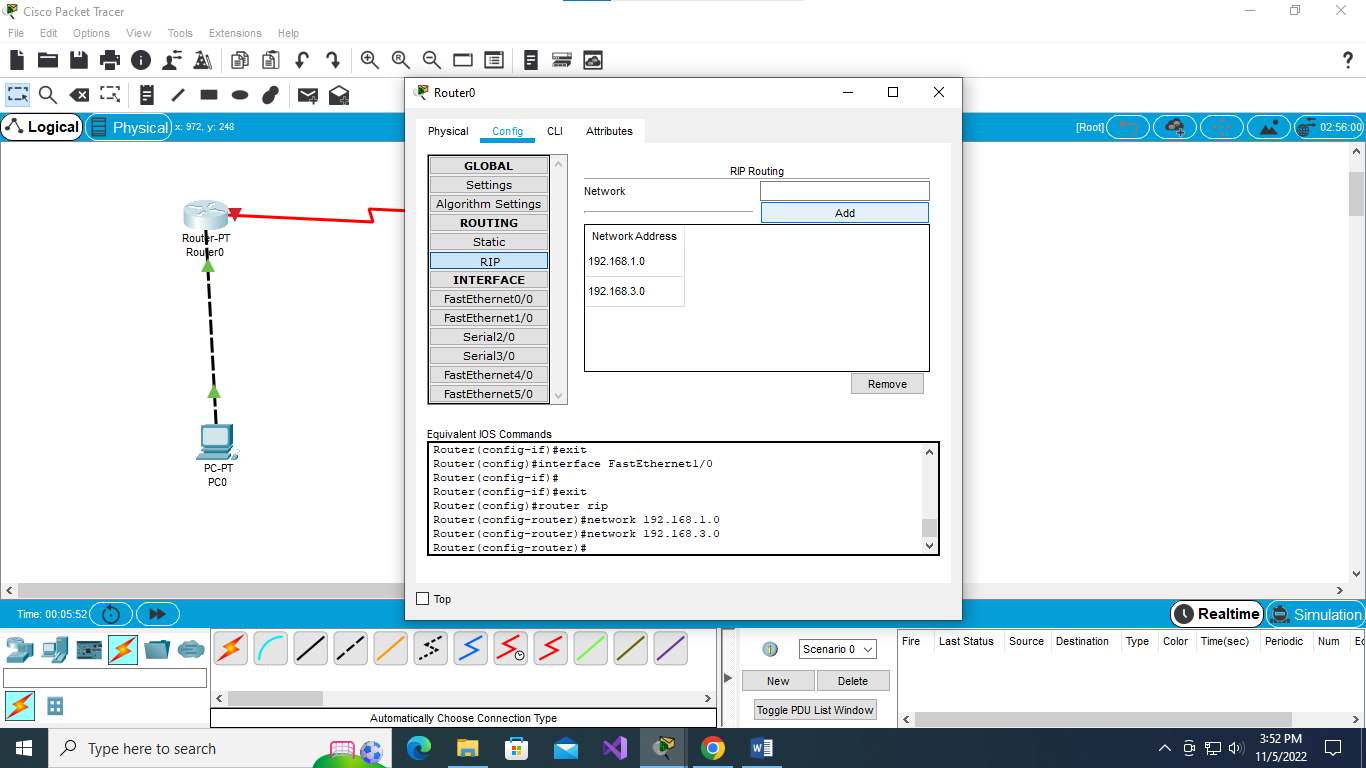 Cisco Packet Tracer
File Edit Options View Tools Extensions Help
?
Logical Physical x: 972, y: 248 [Root] 02:56:00
Router-PT
Router0
PC-PT
PC0
Router0
Physical Config CLI Attributes
GLOBAL
Settings
Algorithm Settings
ROUTING
Static
RIP
INTERFACE
FastEthernet0/0
FastEthernet1/0
Serial2/0
Serial3/0
FastEthernet4/0
FastEthernet5/0
RIP Routing
Network
Add
Network Address
192.168.1.0
192.168.3.0
Remove
Equivalent IOS Commands
Router(config-if)#exit
Router(config)#interface FastEthernet1/0
Router(config-if)#
Router(config-if)#exit
Router(config)#router rip
Router(config-router)#network 192.168.1.0
Router(config-router)#network 192.168.3.0
Router(config-router)#
Top
Time: 00:05:52 Realtime Simulation
Automatically Choose Connection Type
Scenario 0
New Delete
Toggle PDU List Window
Fire Last Status Source Destination Type Color Time(sec) Periodic Num Ec
Type here to search
3:52 PM
11/5/2022